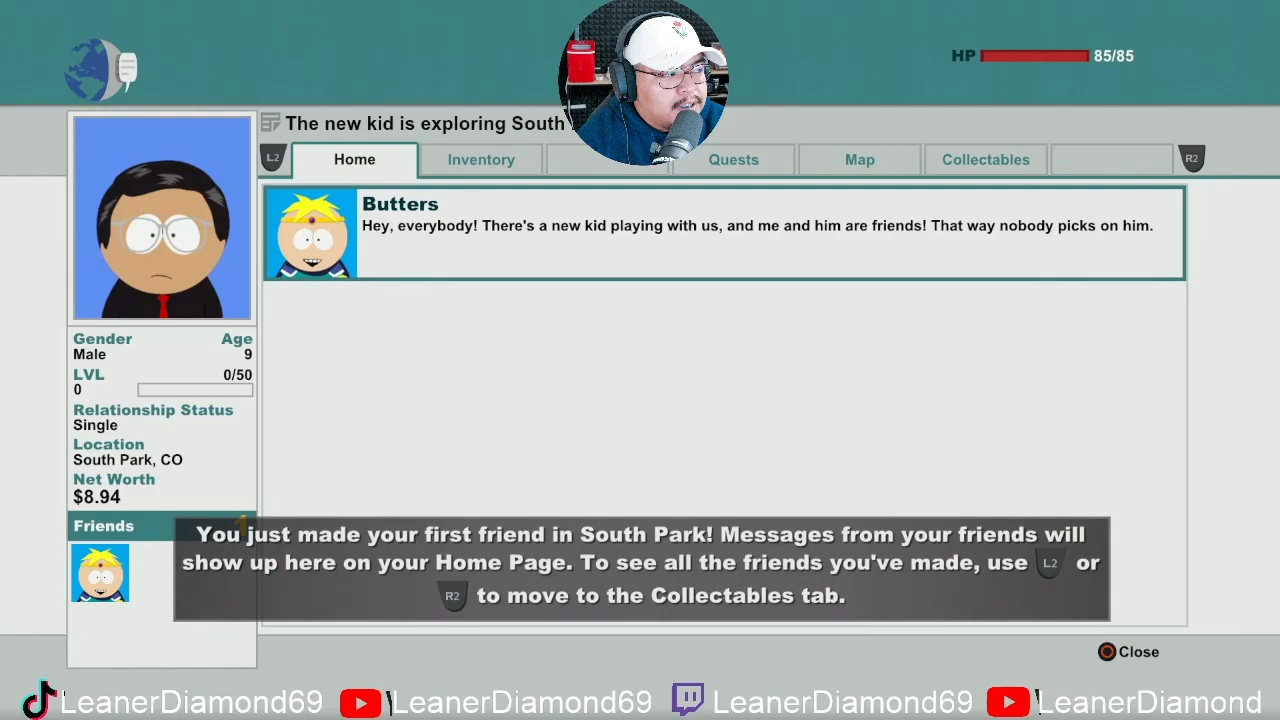 HP 85/85
The new kid is exploring South
L2 Home Inventory Quests Map Collectables R2
Butters
Hey, everybody! There's a new kid playing with us, and me and him are friends! That way nobody picks on him.
Gender Age
Male 9
LVL 0/50
0
Relationship Status
Single
Location
South Park, CO
Net Worth
$8.94
Friends 1
You just made your first friend in South Park! Messages from your friends will
show up here on your Home Page. To see all the friends you've made, use L2 or
R2 to move to the Collectables tab.
Close
LeanerDiamond69 \LeanerDiamond69 LeanerDiamond69 \LeanerDiamond